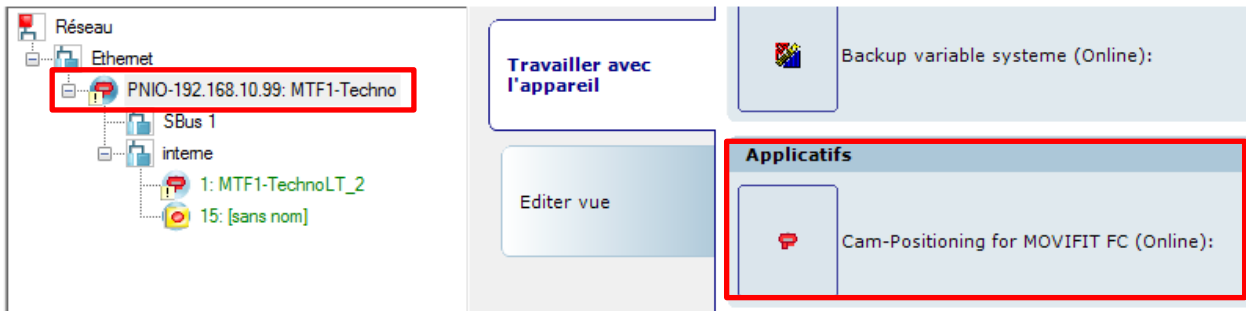 Réseau
Ethernet
PNIO-192.168.10.99: MTF1-Techno
SBus 1
interne
1: MTF1-TechnoLT_2
15: [sans nom]
Travailler avec
l'appareil
Editer vue
Backup variable systeme (Online):
Applicatifs
Cam-Positioning for MOVIFIT FC (Online):